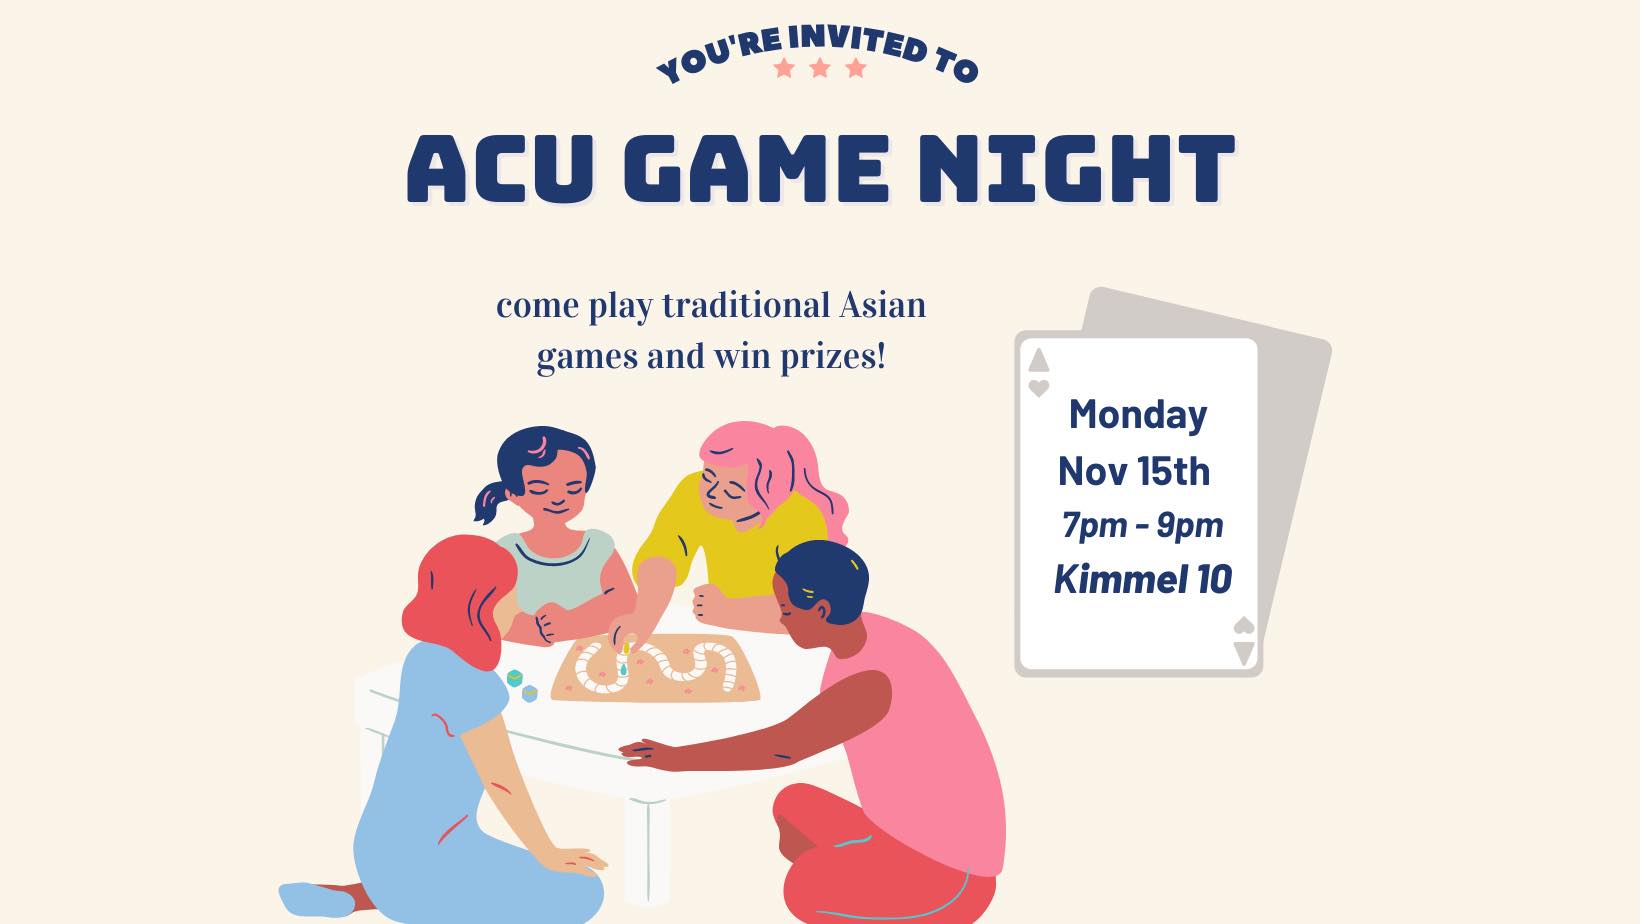 YOU'RE INVITED TO
ACU GAME NIGHT
come play traditional Asian
games and win prizes!
Monday
Nov 15th
7pm - 9pm
Kimmel 10